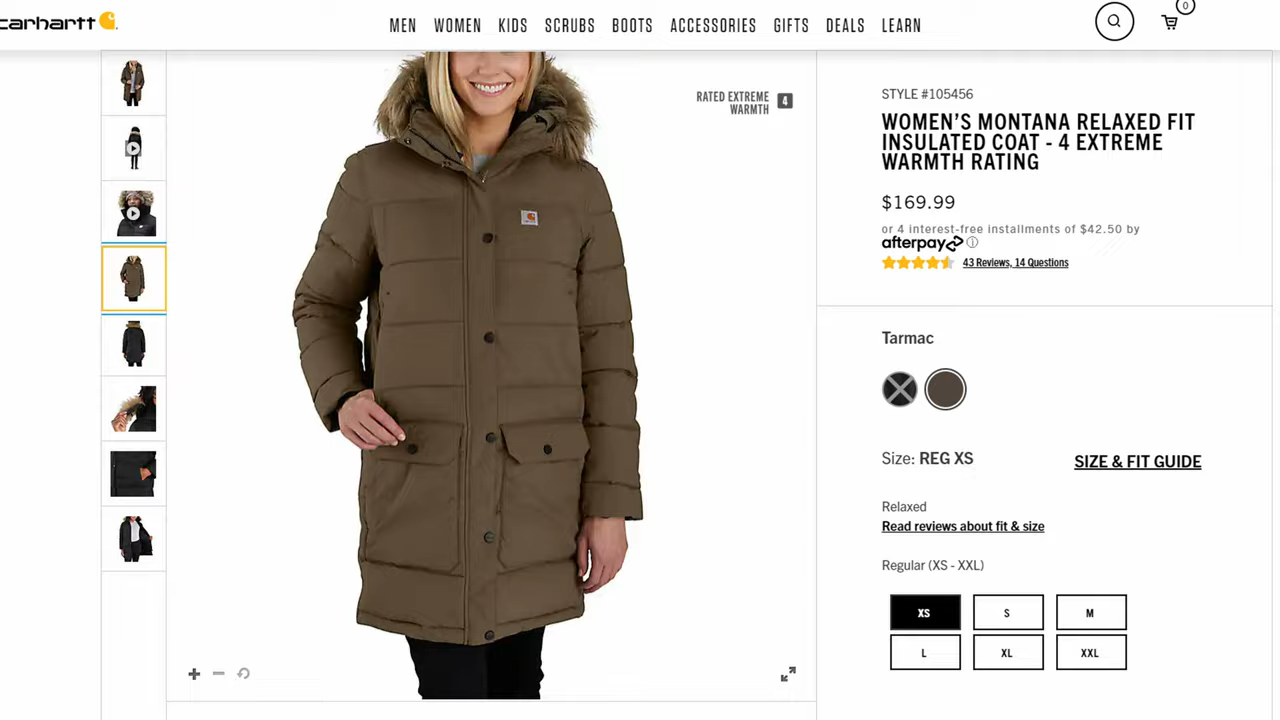 carhartt
MEN WOMEN KIDS SCRUBS BOOTS ACCESSORIES GIFTS DEALS LEARN
0
RATED EXTREME
WARMTH
4
STYLE #105456
WOMEN'S MONTANA RELAXED FIT
INSULATED COAT - 4 EXTREME
WARMTH RATING
$169.99
or 4 interest-free installments of $42.50 by
afterpay
43 Reviews, 14 Questions
Tarmac
Size: REG XS
SIZE & FIT GUIDE
Relaxed
Read reviews about fit & size
Regular (XS - XXL)
XS S M
L XL XXL